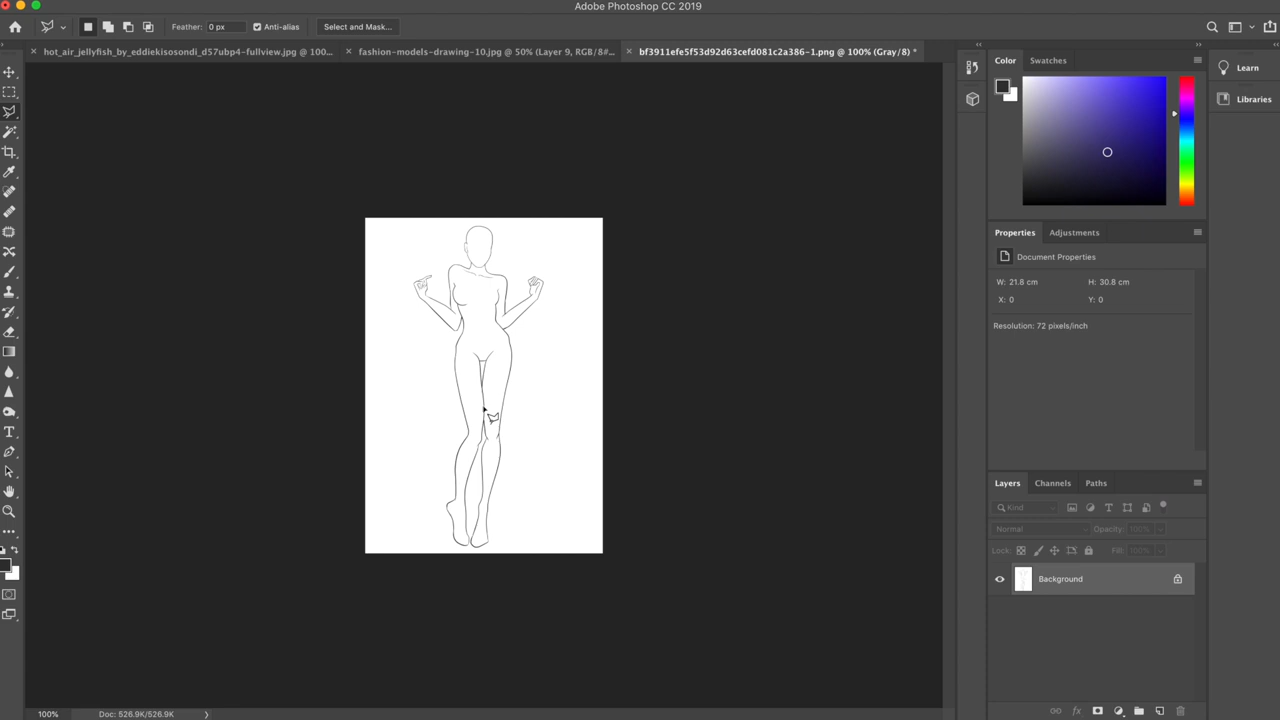 Adobe Photoshop CC 2019
Feather: 0 px Anti-alias Select and Mask...
hot_air_jellyfish_by_eddiekisosondi_d57ubp4-fullview.jpg @ 100... fashion-models-drawing-10.jpg @ 50% (Layer 9, RGB/8#... bf3911efe5f53d92d63cefd081c2a386-1.png @ 100% (Gray/8) *
Color Swatches
Learn
Libraries
Properties Adjustments
Document Properties
W: 21.8 cm H: 30.8 cm
X: 0 Y: 0
Resolution: 72 pixels/inch
Layers Channels Paths
Kind
Normal Opacity: 100%
Lock: Fill: 100%
Background
100% Doc: 526.9K/526.9K